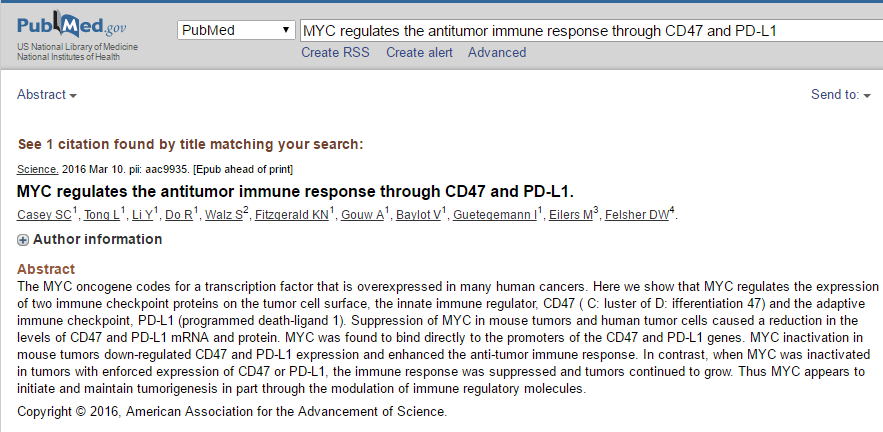 PubMed.gov
US National Library of Medicine
National Institutes of Health
PubMed
MYC regulates the antitumor immune response through CD47 and PD-L1
Create RSS Create alert Advanced
Abstract
Send to:
See 1 citation found by title matching your search:
Science. 2016 Mar 10. pii: aac9935. [Epub ahead of print]
MYC regulates the antitumor immune response through CD47 and PD-L1.
Casey SC1, Tong L1, Li Y1, Do R1, Walz S2, Fitzgerald KN1, Gouw A1, Baylot V1, Guetegemann I1, Eilers M3, Felsher DW4.
Author information
Abstract
The MYC oncogene codes for a transcription factor that is overexpressed in many human cancers. Here we show that MYC regulates the expression
of two immune checkpoint proteins on the tumor cell surface, the innate immune regulator, CD47 ( C: luster of D: ifferentiation 47) and the adaptive
immune checkpoint, PD-L1 (programmed death-ligand 1). Suppression of MYC in mouse tumors and human tumor cells caused a reduction in the
levels of CD47 and PD-L1 mRNA and protein. MYC was found to bind directly to the promoters of the CD47 and PD-L1 genes. MYC inactivation in
mouse tumors down-regulated CD47 and PD-L1 expression and enhanced the anti-tumor immune response. In contrast, when MYC was inactivated
in tumors with enforced expression of CD47 or PD-L1, the immune response was suppressed and tumors continued to grow. Thus MYC appears to
initiate and maintain tumorigenesis in part through the modulation of immune regulatory molecules.
Copyright © 2016, American Association for the Advancement of Science.